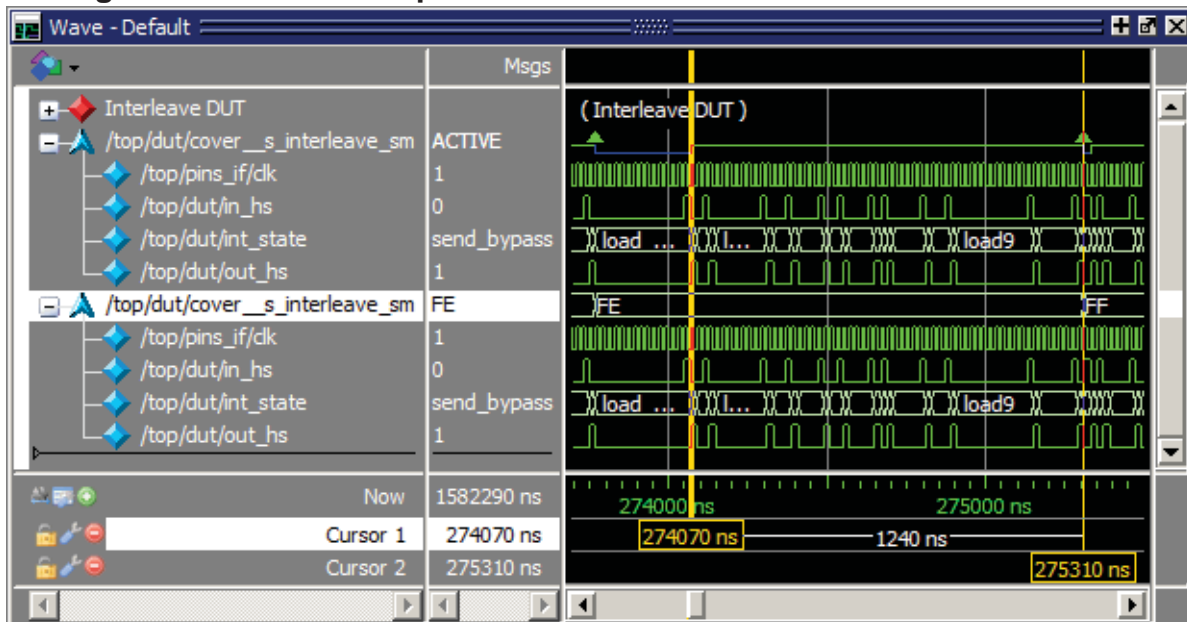 Wave - Default
Msgs
Interleave DUT
( Interleave DUT )
/top/dut/cover__s_interleave_sm ACTIVE
/top/pins_if/clk 1
/top/dut/in_hs 0
/top/dut/int_state send_bypass load ... l... load9
/top/dut/out_hs 1
/top/dut/cover__s_interleave_sm FE FE FF
/top/pins_if/clk 1
/top/dut/in_hs 0
/top/dut/int_state send_bypass load ... l... load9
/top/dut/out_hs 1
Now 1582290 ns 274000 ns 275000 ns
Cursor 1 274070 ns 274070 ns 1240 ns
Cursor 2 275310 ns 275310 ns